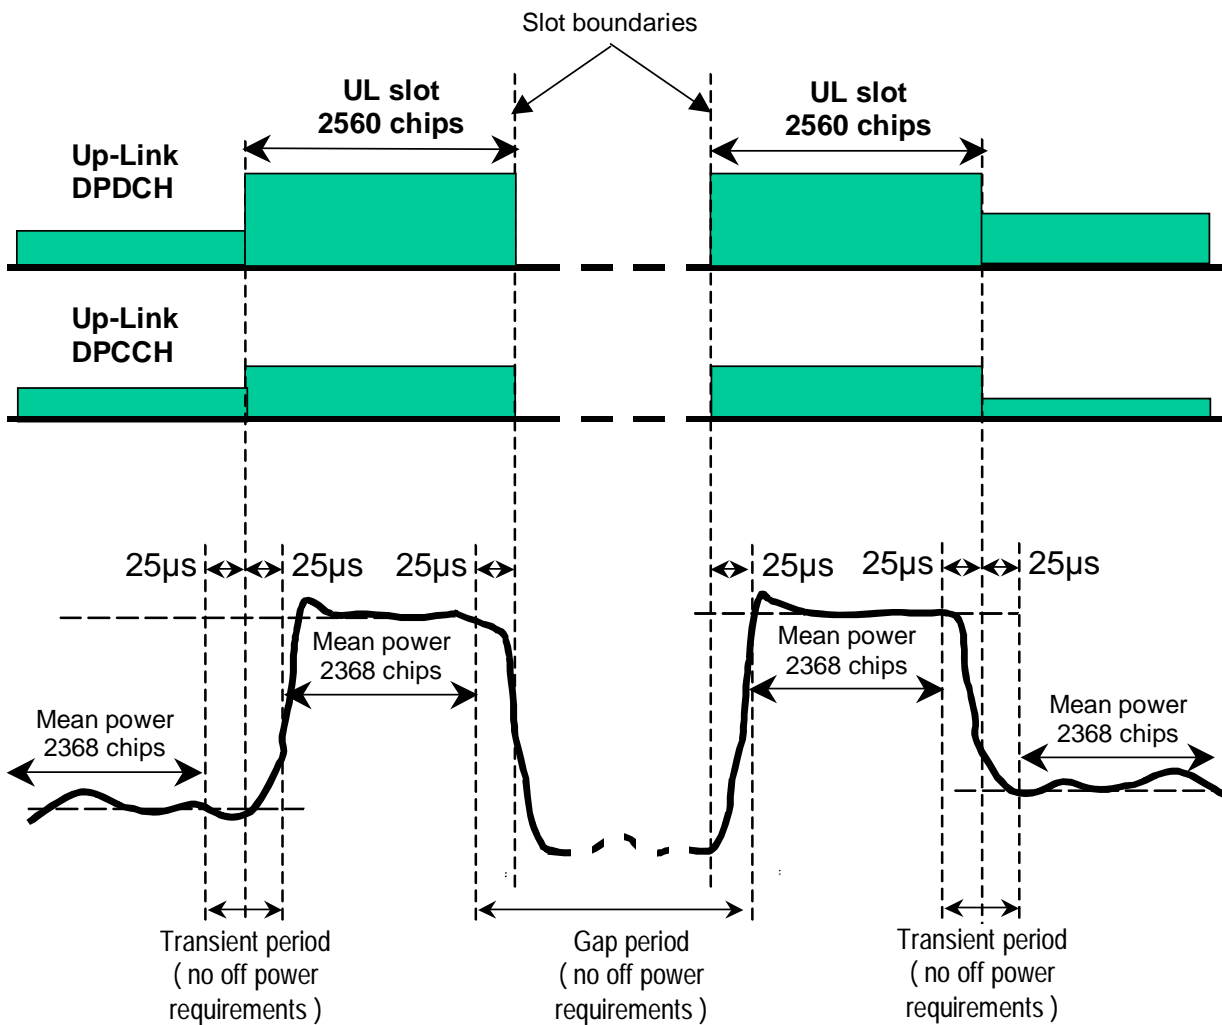 Slot boundaries
UL slot
2560 chips
UL slot
2560 chips
Up-Link
DPDCH
Up-Link
DPCCH
25µs
25µs
25µs
25µs
25µs
25µs
Mean power
2368 chips
Mean power
2368 chips
Mean power
2368 chips
Mean power
2368 chips
Transient period
( no off power
requirements )
Gap period
( no off power
requirements )
Transient period
( no off power
requirements )